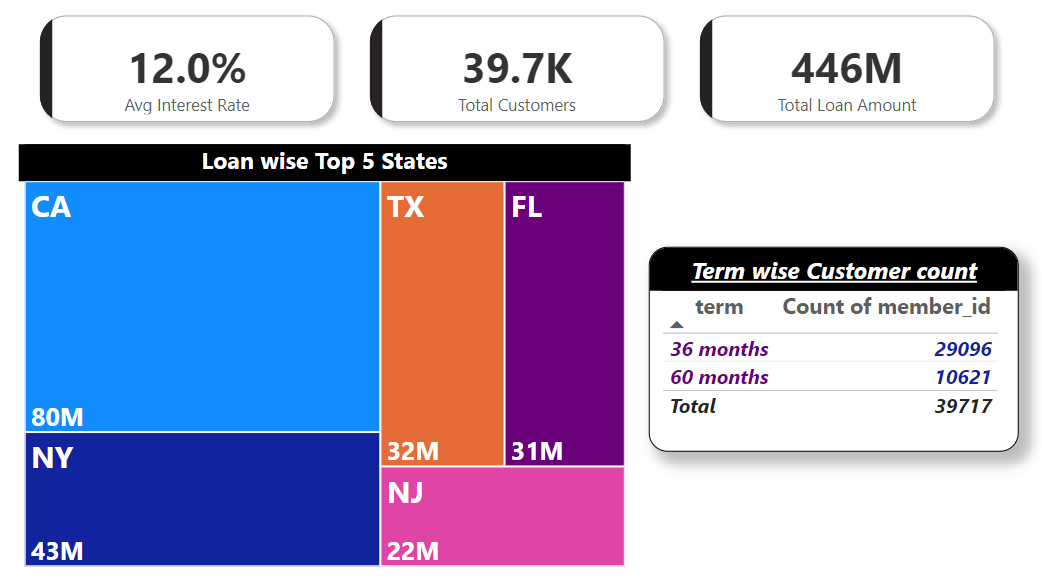 12.0%
Avg Interest Rate
39.7K
Total Customers
446M
Total Loan Amount
Loan wise Top 5 States
CA
80M
NY
43M
TX
32M
FL
31M
NJ
22M
Term wise Customer count
term Count of member_id
36 months 29096
60 months 10621
Total 39717